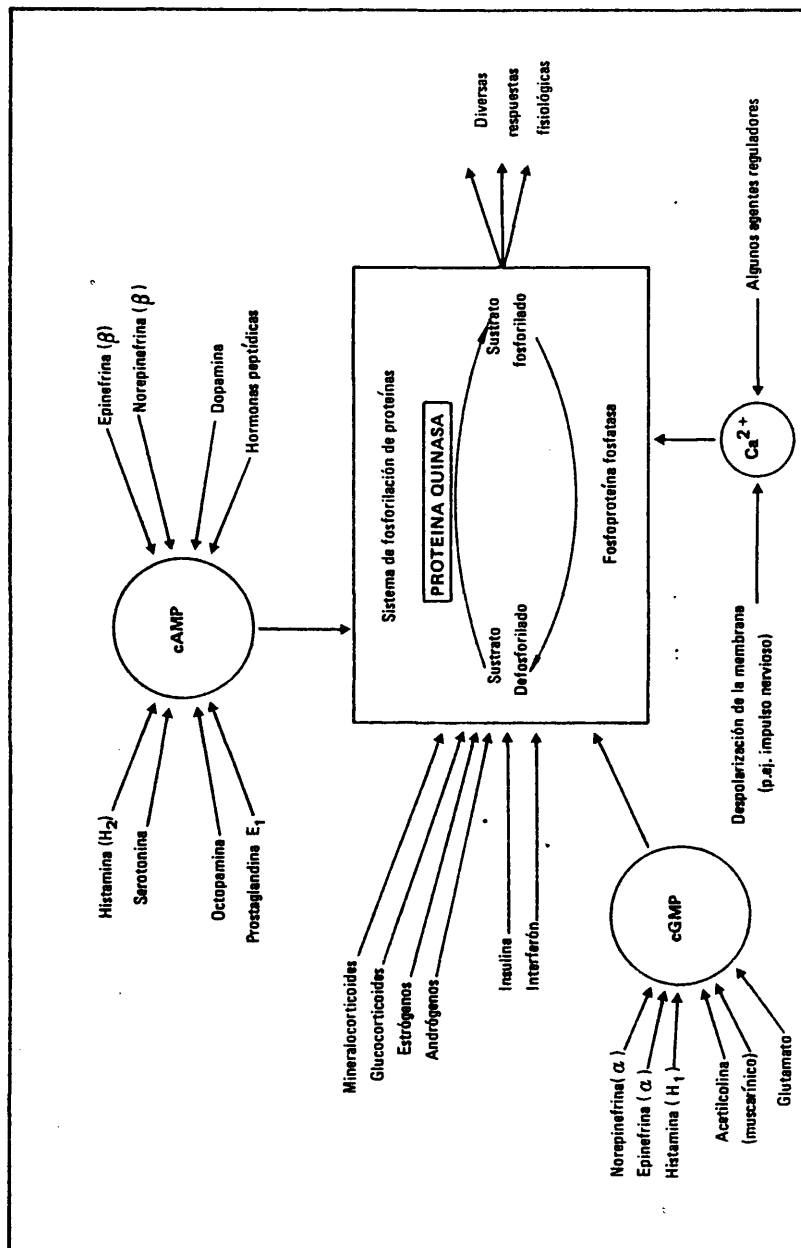 Histamina (H₂)
Serotonina
Octopamina
Prostaglandina E₁
cAMP
Epinefrina (β)
Norepinefrina (β)
Dopamina
Hormonas peptídicas
Mineralocorticoides
Glucocorticoides
Estrógenos
Andrógenos
Insulina
Interferón
Sistema de fosforilación de proteínas
PROTEINA QUINASA
Sustrato
Defosforilado
Sustrato
fosforilado
Fosfoproteína fosfatasa
Diversas
respuestas
fisiológicas
Norepinefrina (α)
Epinefrina (α)
Histamina (H₁)
Acetilcolina
(muscarínico)
Glutamato
cGMP
Despolarización de la membrana
(p.ej. impulso nervioso)
Ca²⁺
Algunos agentes reguladores